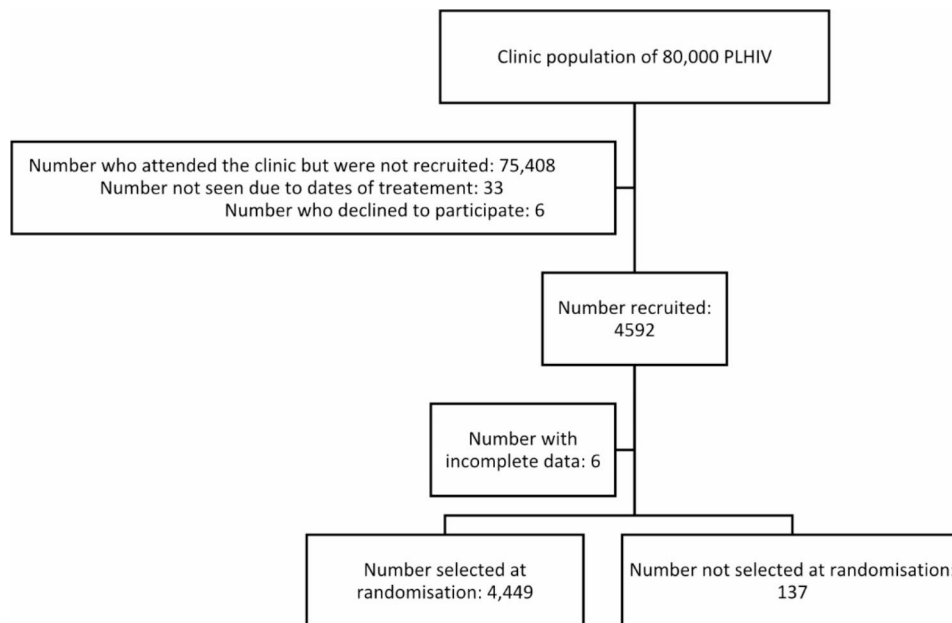 Clinic population of 80,000 PLHIV
Number who attended the clinic but were not recruited: 75,408
Number not seen due to dates of treatement: 33
Number who declined to participate: 6
Number recruited:
4592
Number with
incomplete data: 6
Number selected at
randomisation: 4,449
Number not selected at randomisation:
137